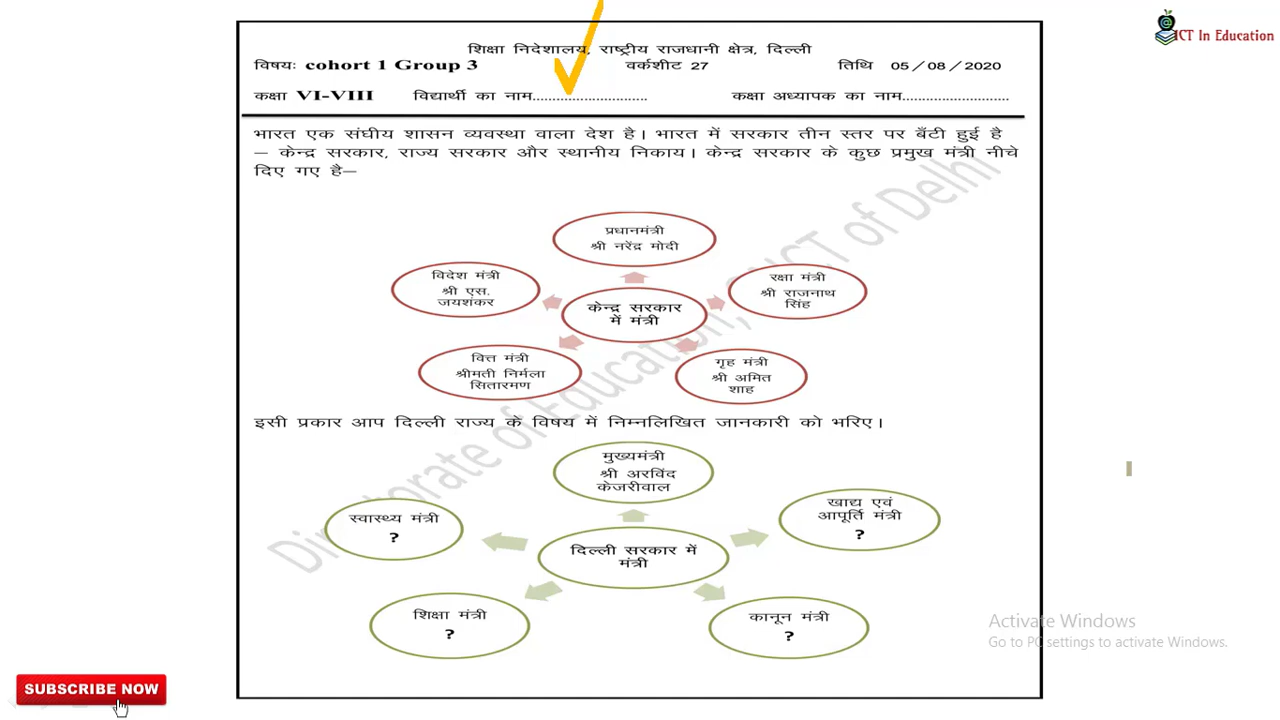 ICT In Education
शिक्षा निदेशालय, राष्ट्रीय राजधानी क्षेत्र, दिल्ली
विषयः cohort 1 Group 3 वर्कशीट 27 तिथि 05/08/2020
कक्षा VI-VIII विद्यार्थी का नाम............................ कक्षा अध्यापक का नाम..........................
भारत एक संघीय शासन व्यवस्था वाला देश है। भारत में सरकार तीन स्तर पर बँटी हुई है
– केन्द्र सरकार, राज्य सरकार और स्थानीय निकाय। केन्द्र सरकार के कुछ प्रमुख मंत्री नीचे
दिए गए है–
प्रधानमंत्री
श्री नरेंद्र मोदी
विदेश मंत्री
श्री एस.
जयशंकर
रक्षा मंत्री
श्री राजनाथ
सिंह
केन्द्र सरकार
में मंत्री
वित्त मंत्री
श्रीमती निर्मला
सितारमण
गृह मंत्री
श्री अमित
शाह
इसी प्रकार आप दिल्ली राज्य के विषय में निम्नलिखित जानकारी को भरिए।
मुख्यमंत्री
श्री अरविंद
केजरीवाल
स्वास्थ्य मंत्री
?
खाद्य एवं
आपूर्ति मंत्री
?
दिल्ली सरकार में
मंत्री
शिक्षा मंत्री
?
कानून मंत्री
?
Directorate of Education, GNCT of Delhi
Activate Windows
Go to PC settings to activate Windows.
SUBSCRIBE NOW